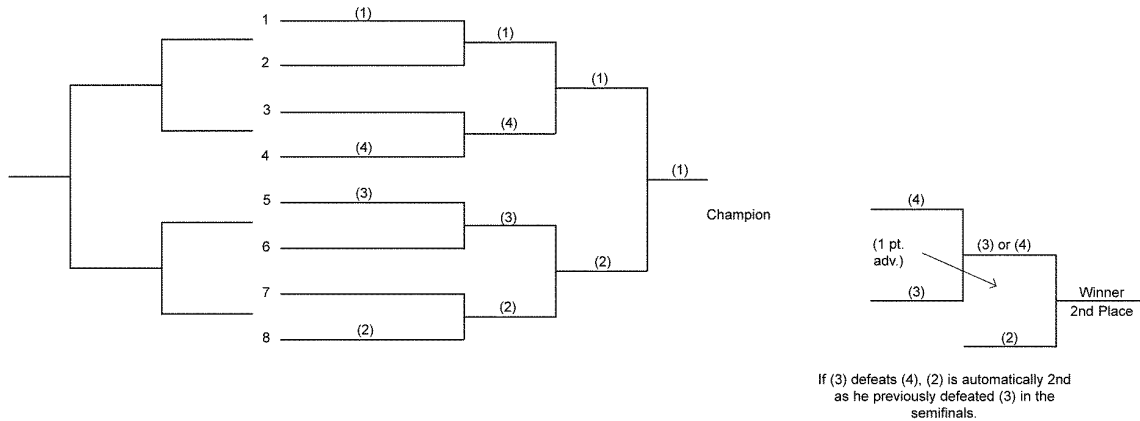 1 (1)
(1)
2
(1)
3
(4)
4 (4)
(1)
5 (3)
(3)
6
(2)
7
(2)
8 (2)
Champion
(4)
(1 pt.
adv.)
(3) or (4)
(3)
Winner
2nd Place
(2)
If (3) defeats (4), (2) is automatically 2nd
as he previously defeated (3) in the
semifinals.